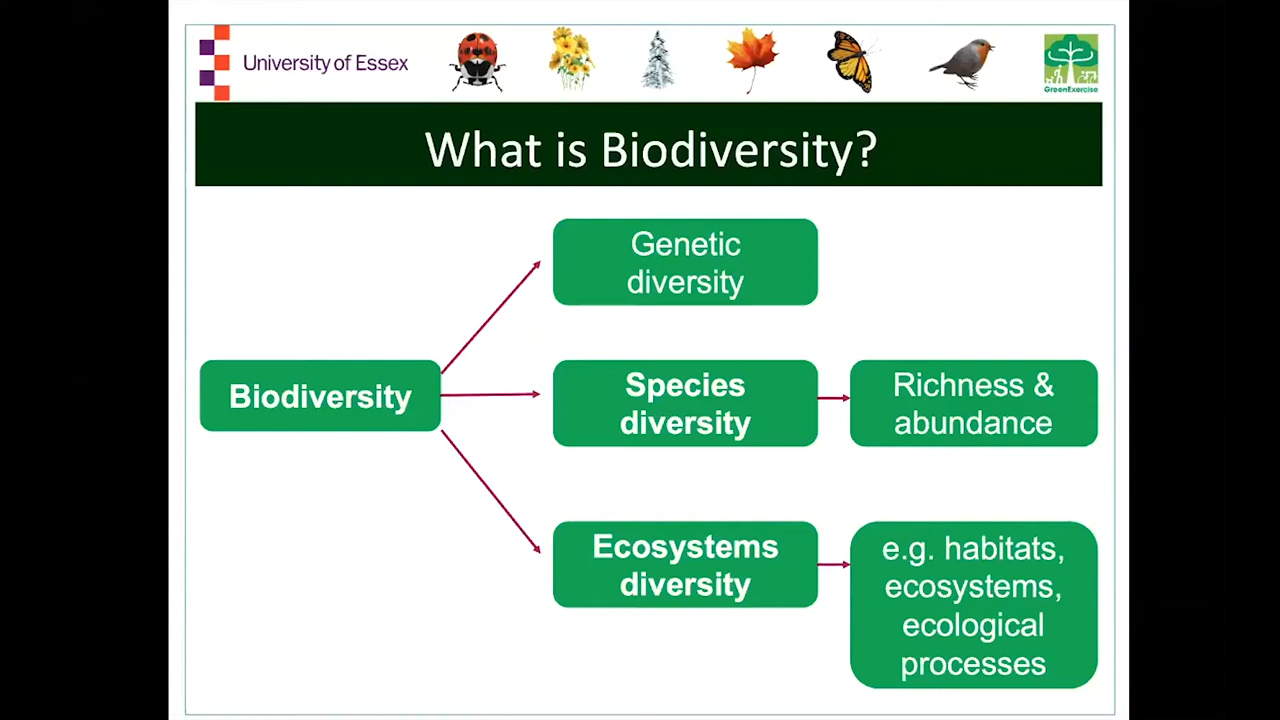 University of Essex
GreenExercise
What is Biodiversity?
Genetic
diversity
Biodiversity
Species
diversity
Richness &
abundance
Ecosystems
diversity
e.g. habitats,
ecosystems,
ecological
processes